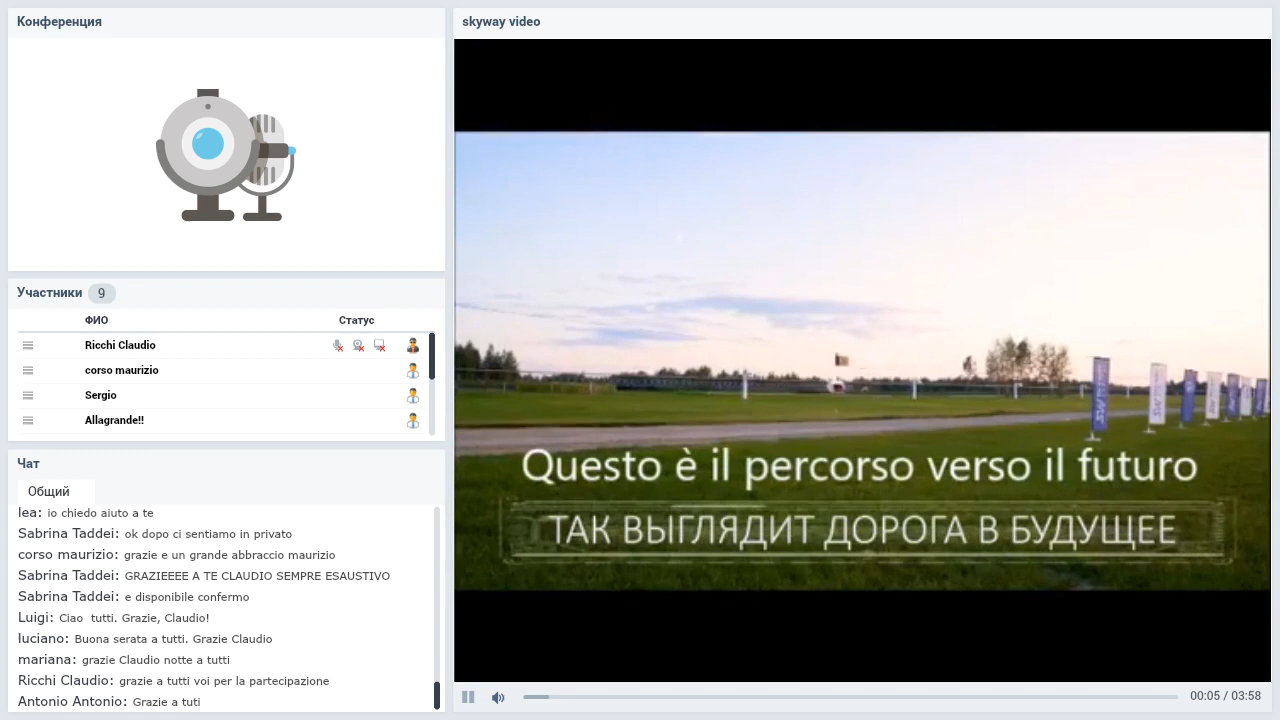 Конференция
Участники 9
ФИО Статус
Ricchi Claudio
corso maurizio
Sergio
Allagrande!!
Чат
Общий
lea: io chiedo aiuto a te
Sabrina Taddei: ok dopo ci sentiamo in privato
corso maurizio: grazie e un grande abbraccio maurizio
Sabrina Taddei: GRAZIEEEE A TE CLAUDIO SEMPRE ESAUSTIVO
Sabrina Taddei: e disponibile confermo
Luigi: Ciao tutti. Grazie, Claudio!
luciano: Buona serata a tutti. Grazie Claudio
mariana: grazie Claudio notte a tutti
Ricchi Claudio: grazie a tutti voi per la partecipazione
Antonio Antonio: Grazie a tuti
skyway video
Questo è il percorso verso il futuro
ТАК ВЫГЛЯДИТ ДОРОГА В БУДУЩЕЕ
00:05 / 03:58